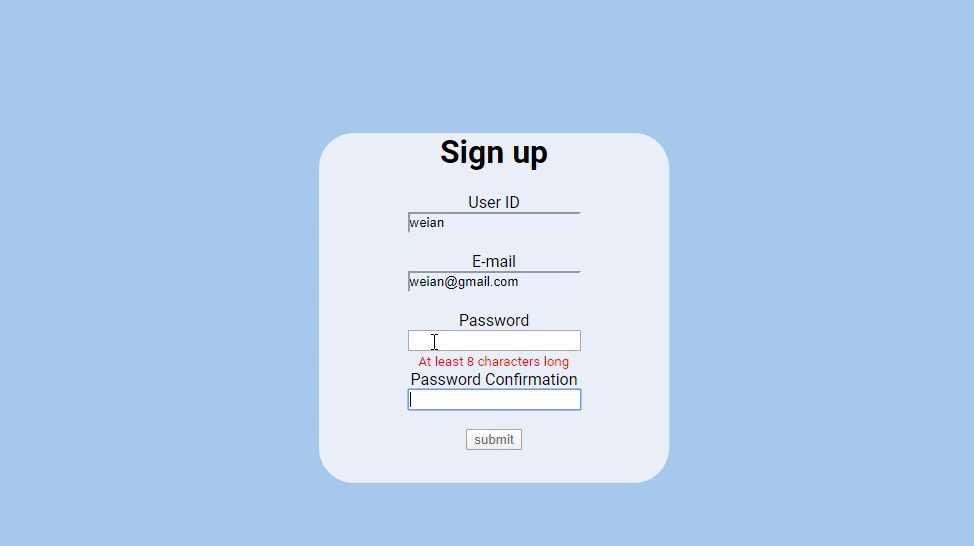 Sign up
User ID
weian
E-mail
weian@gmail.com
Password
At least 8 characters long
Password Confirmation
submit